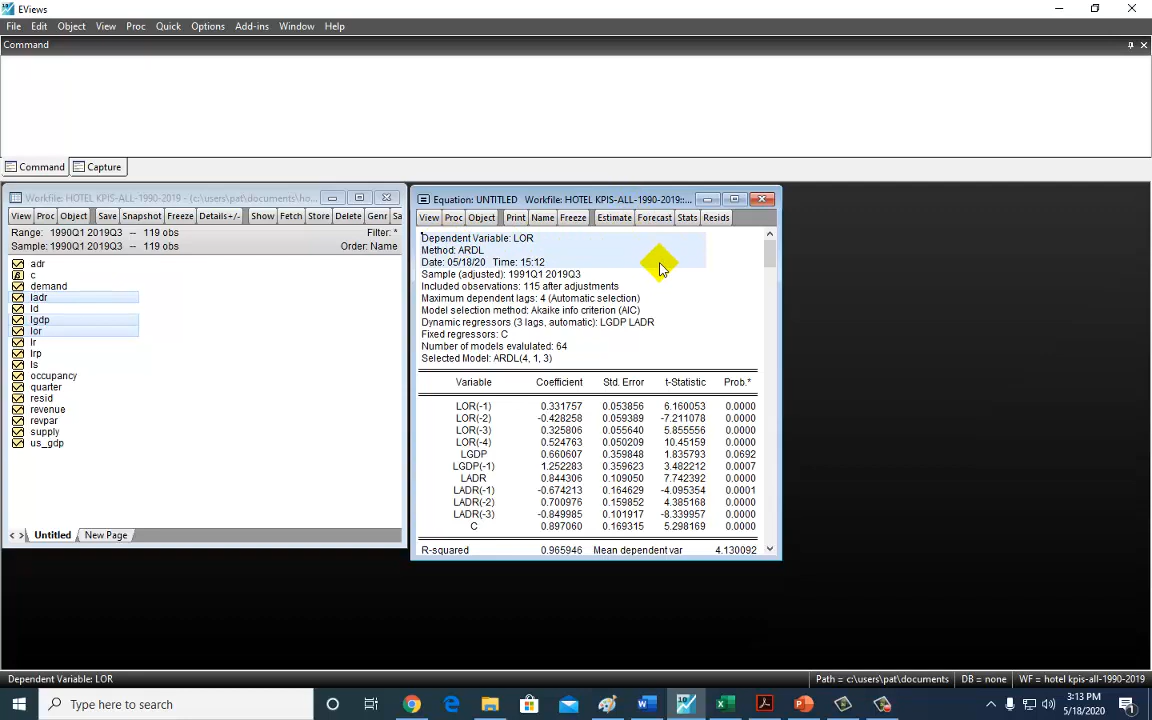 EViews
File Edit Object View Proc Quick Options Add-ins Window Help
Command
Command Capture
Workfile: HOTEL KPIS-ALL-1990-2019 - (c:\users\pat\documents\ho...
View Proc Object Save Snapshot Freeze Details+/- Show Fetch Store Delete Genr Sa
Range: 1990Q1 2019Q3 -- 119 obs Filter: *
Sample: 1990Q1 2019Q3 -- 119 obs Order: Name
adr
c
demand
ladr
ld
lgdp
lor
lr
lrp
ls
occupancy
quarter
resid
revenue
revpar
supply
us_gdp
< > Untitled New Page
Equation: UNTITLED Workfile: HOTEL KPIS-ALL-1990-2019::...
View Proc Object Print Name Freeze Estimate Forecast Stats Resids
Dependent Variable: LOR
Method: ARDL
Date: 05/18/20 Time: 15:12
Sample (adjusted): 1991Q1 2019Q3
Included observations: 115 after adjustments
Maximum dependent lags: 4 (Automatic selection)
Model selection method: Akaike info criterion (AIC)
Dynamic regressors (3 lags, automatic): LGDP LADR
Fixed regressors: C
Number of models evaluated: 64
Selected Model: ARDL(4, 1, 3)
Variable Coefficient Std. Error t-Statistic Prob.*
LOR(-1) 0.331757 0.053856 6.160053 0.0000
LOR(-2) -0.428258 0.059389 -7.211078 0.0000
LOR(-3) 0.325806 0.055640 5.855556 0.0000
LOR(-4) 0.524763 0.050209 10.45159 0.0000
LGDP 0.660607 0.359848 1.835793 0.0692
LGDP(-1) 1.252283 0.359623 3.482212 0.0007
LADR 0.844306 0.109050 7.742392 0.0000
LADR(-1) -0.674213 0.164629 -4.095354 0.0001
LADR(-2) 0.700976 0.159852 4.385168 0.0000
LADR(-3) -0.849985 0.101917 -8.339957 0.0000
C 0.897060 0.169315 5.298169 0.0000
R-squared 0.965946 Mean dependent var 4.130092
Dependent Variable: LOR Path = c:\users\pat\documents DB = none WF = hotel kpis-all-1990-2019
Type here to search
3:13 PM
5/18/2020
1